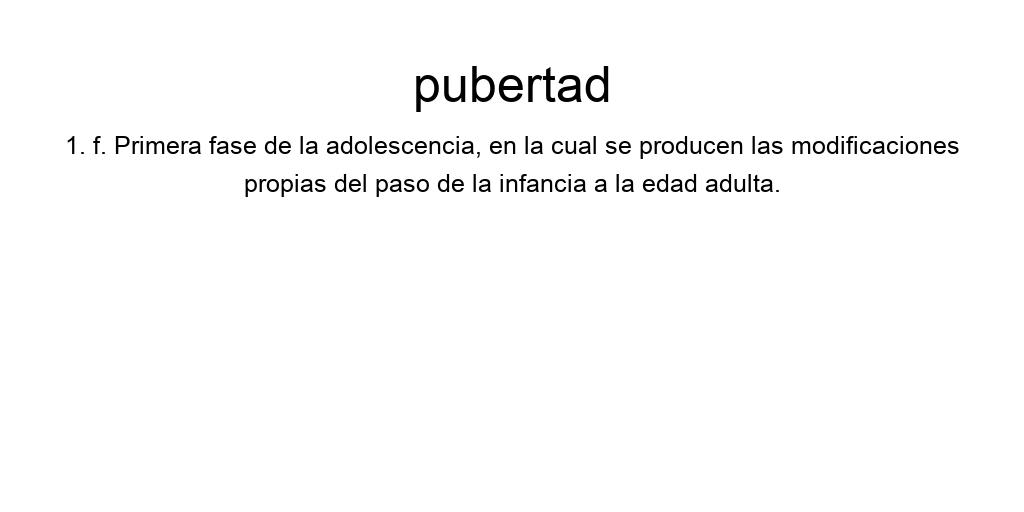 pubertad
1. f. Primera fase de la adolescencia, en la cual se producen las modificaciones
propias del paso de la infancia a la edad adulta.